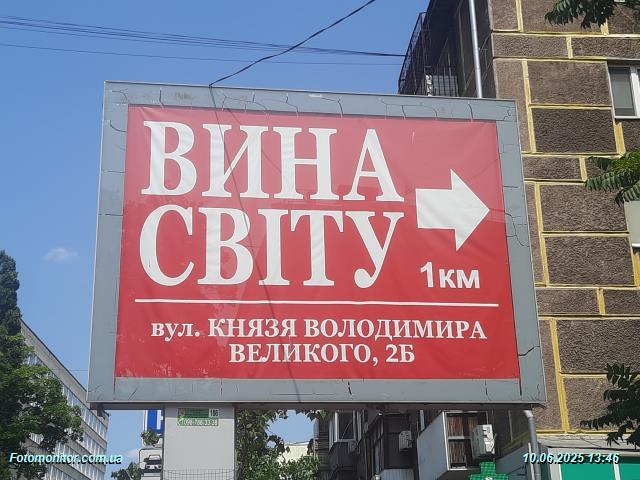 ВИНА
СВІТУ
1КМ
вул. КНЯЗЯ ВОЛОДИМИРА
ВЕЛИКОГО, 2Б
Fotomonitor.com.ua
10.06.2025 13:46